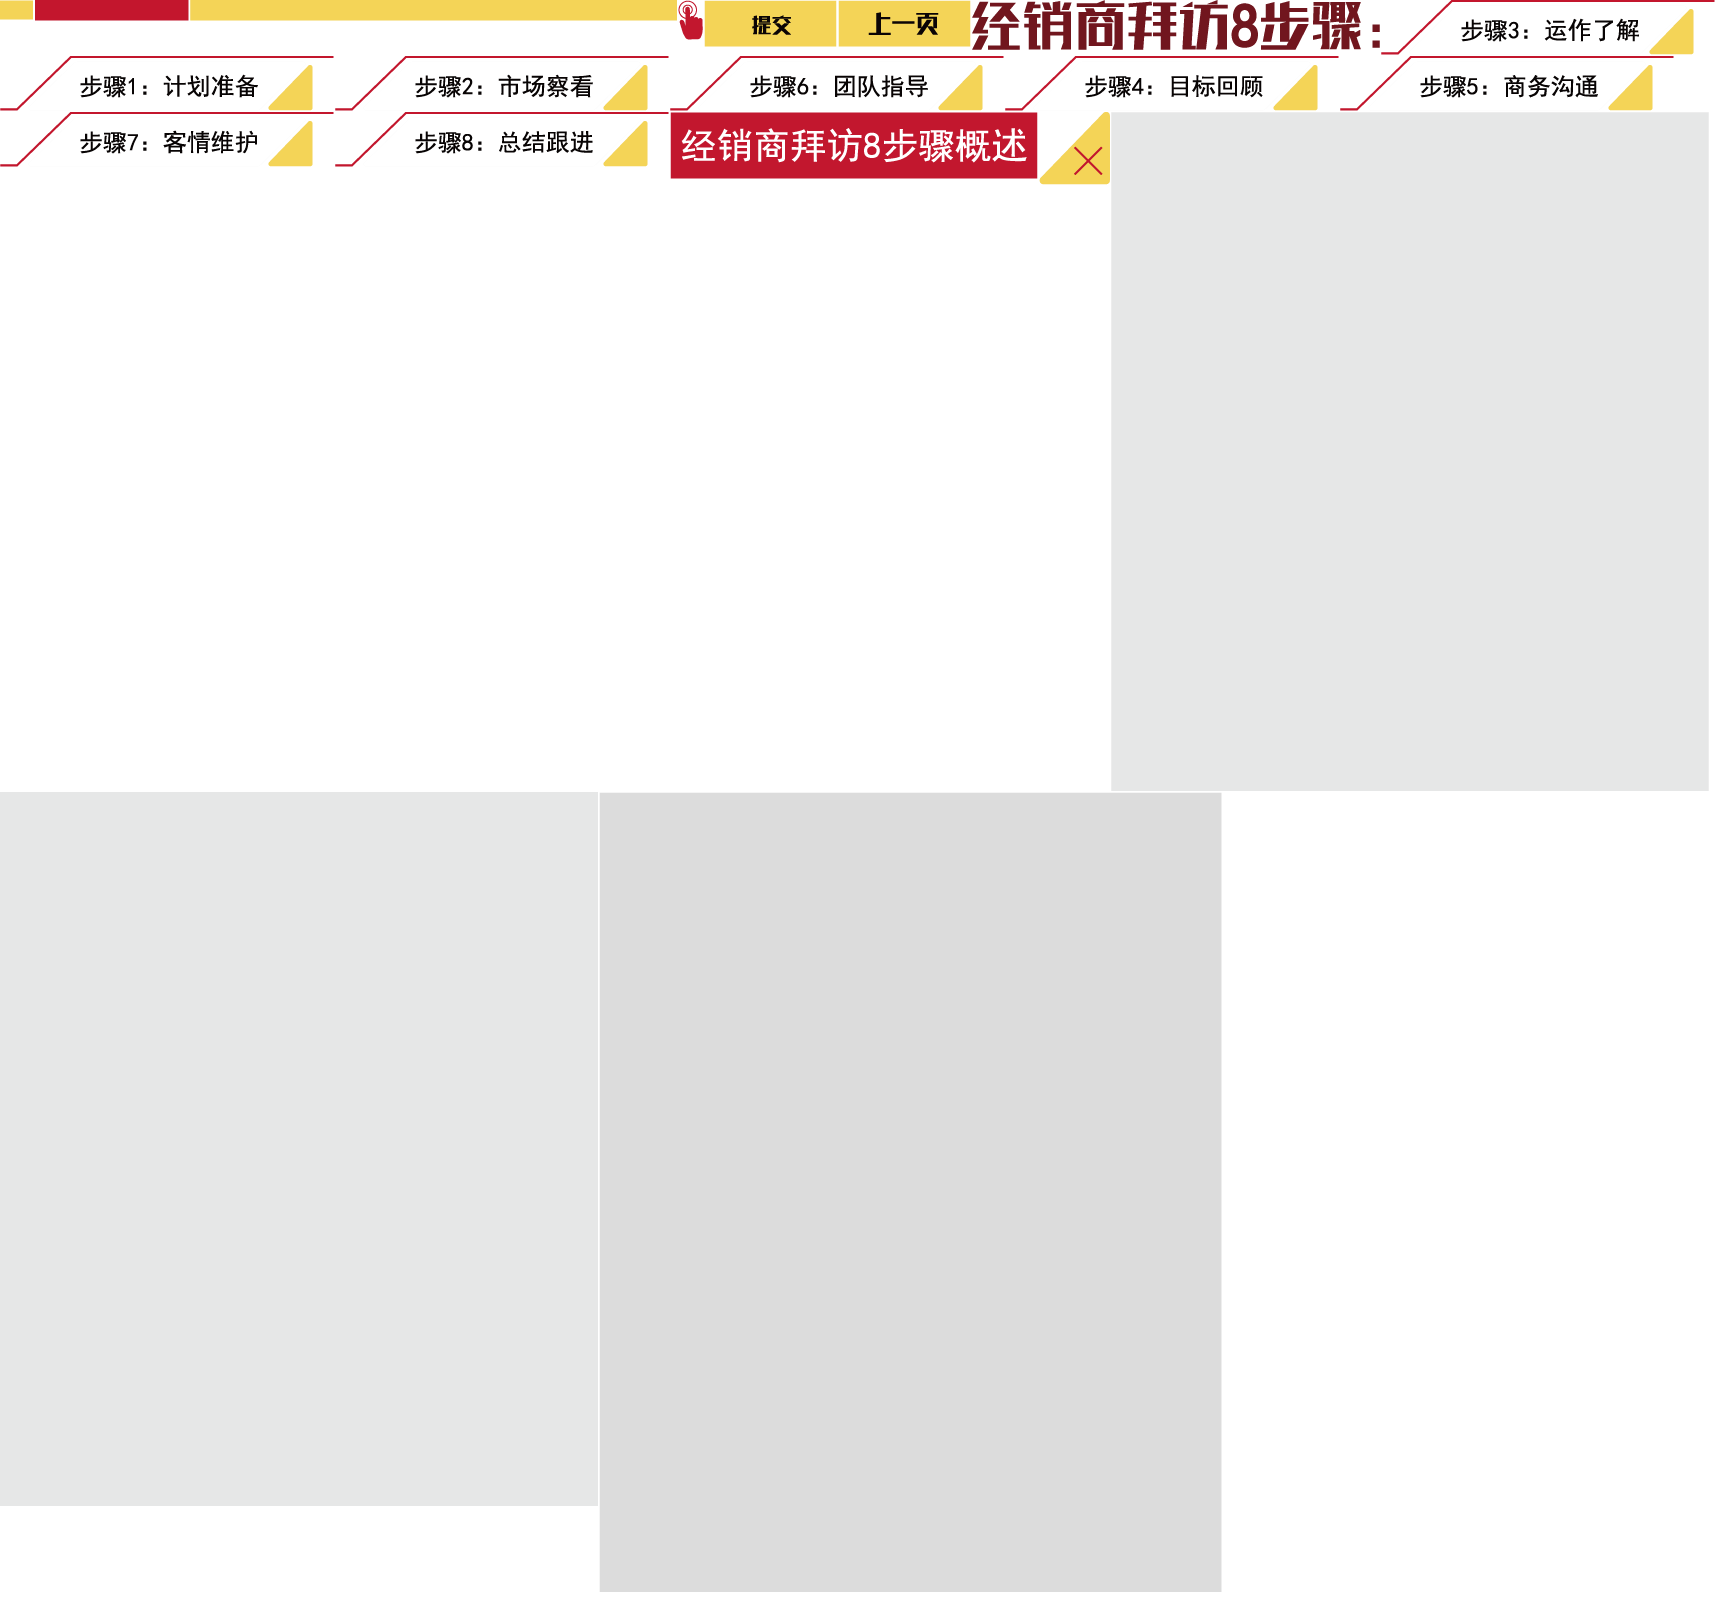 提交
上一页
经销商拜访8步骤：
步骤3：运作了解
步骤1：计划准备
步骤2：市场察看
步骤6：团队指导
步骤4：目标回顾
步骤5：商务沟通
步骤7：客情维护
步骤8：总结跟进
经销商拜访8步骤概述